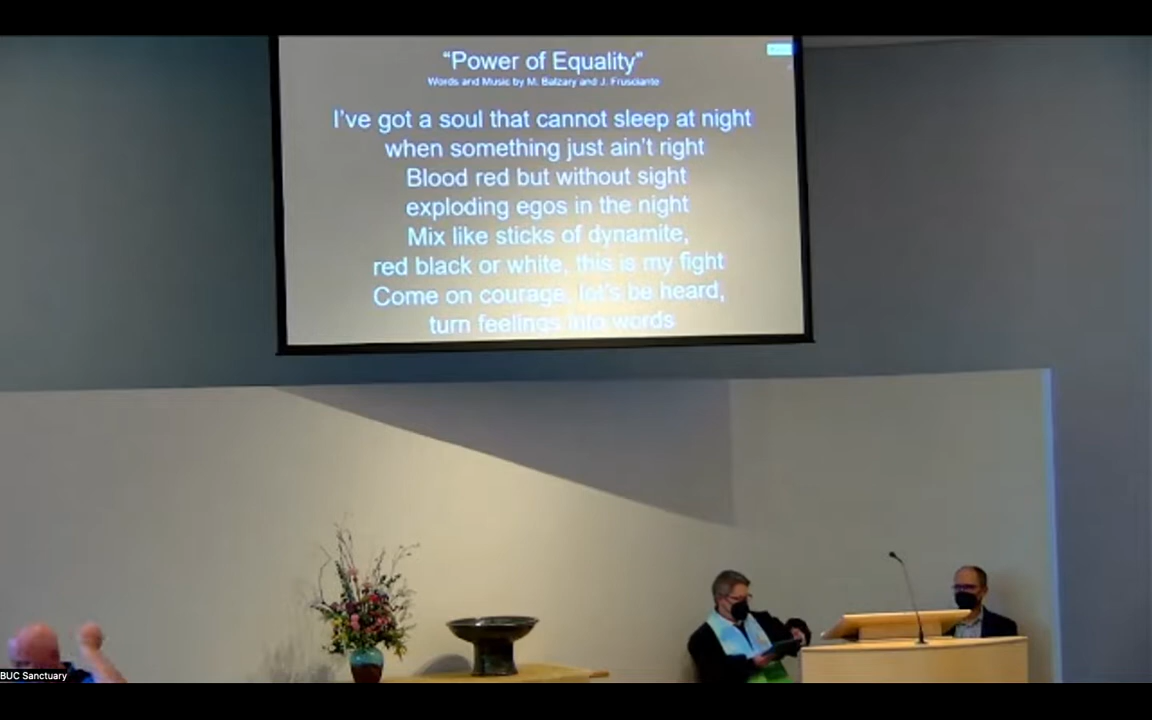 “Power of Equality”
Words and Music by M. Balzary and J. Frusciante
I’ve got a soul that cannot sleep at night
when something just ain’t right
Blood red but without sight
exploding egos in the night
Mix like sticks of dynamite,
red black or white, this is my fight
Come on courage, let’s be heard,
turn feelings into words
BUC Sanctuary